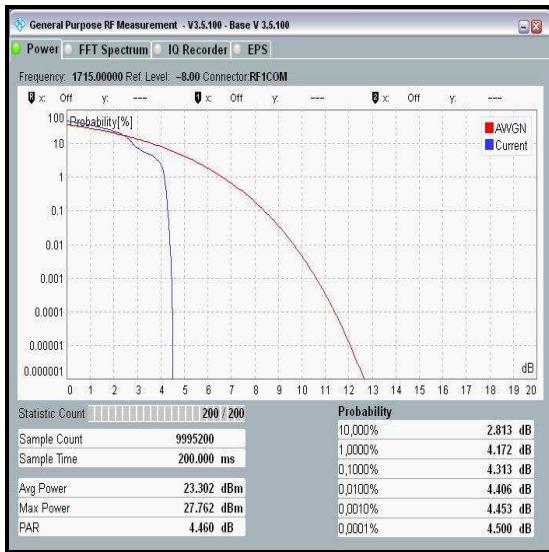 General Purpose RF Measurement - V3.5.100 - Base V 3.5.100
Power FFT Spectrum IQ Recorder EPS
Frequency: 1715.00000 Ref. Level: -8.00 Connector:RF1COM
0 x: Off y: --- 1 x: Off y: --- 2 x: Off y: ---
Probability[%]
AWGN
Current
100
10
1
0.1
0.01
0.001
0.0001
0.00001
0.000001
dB
0 1 2 3 4 5 6 7 8 9 10 11 12 13 14 15 16 17 18 19 20
Statistic Count 200 / 200
Sample Count 9995200
Sample Time 200.000 ms
Avg Power 23.302 dBm
Max Power 27.762 dBm
PAR 4.460 dB
Probability
10,000% 2.813 dB
1,0000% 4.172 dB
0,1000% 4.313 dB
0,0100% 4.406 dB
0,0010% 4.453 dB
0,0001% 4.500 dB